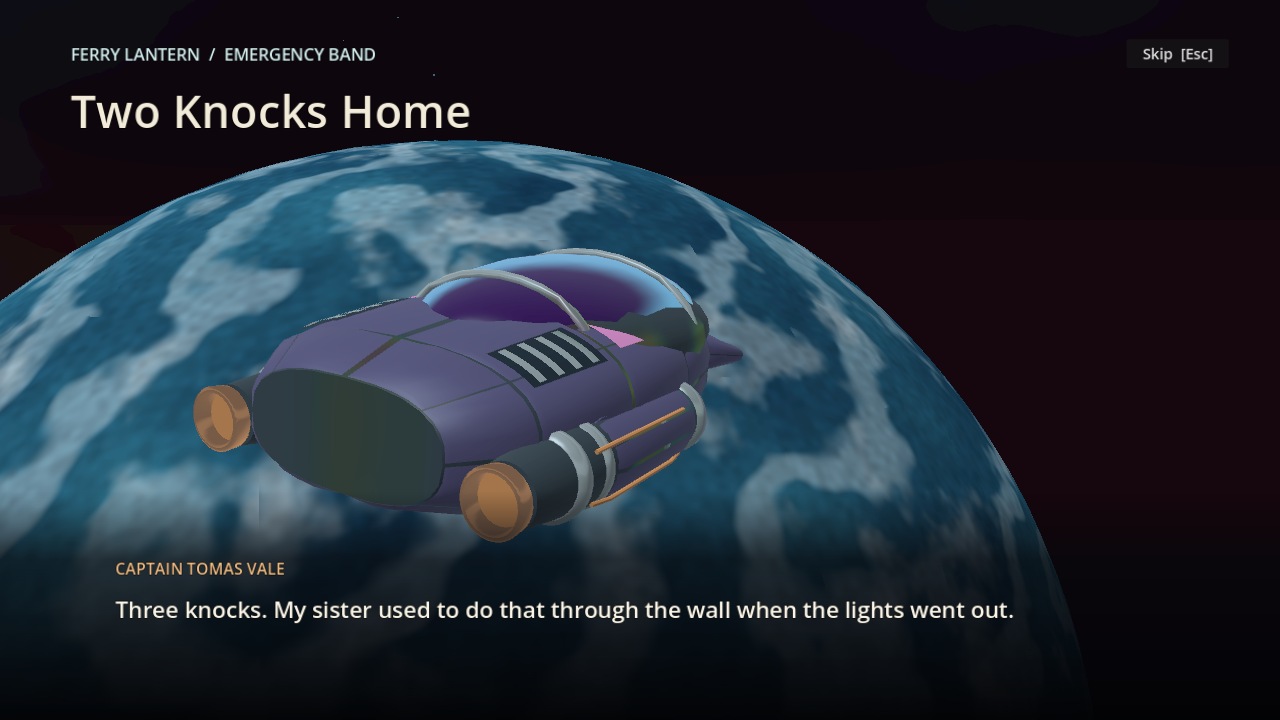 FERRY LANTERN / EMERGENCY BAND
Skip [Esc]
Two Knocks Home
CAPTAIN TOMAS VALE
Three knocks. My sister used to do that through the wall when the lights went out.